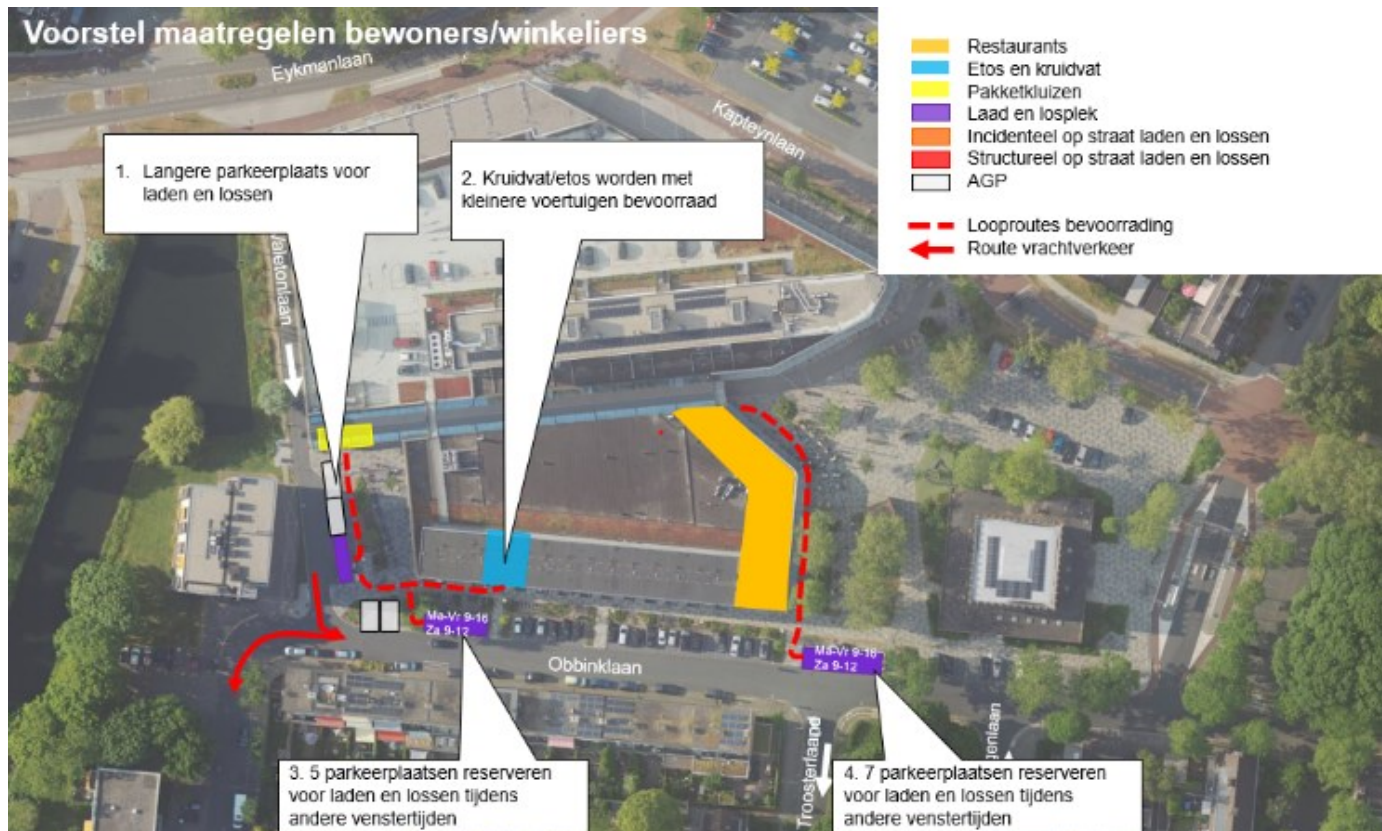 Voorstel maatregelen bewoners/winkeliers
Eykmanlaan
Kapteynlaan
Restaurants
Etos en kruidvat
Pakketkluizen
Laad en losplek
Incidenteel op straat laden en lossen
Structureel op straat laden en lossen
AGP
Looproutes bevoorrading
Route vrachtverkeer
1. Langere parkeerplaats voor
laden en lossen
2. Kruidvat/etos worden met
kleinere voertuigen bevoorraad
Ma-Vr 9-16
Za 9-12
Obbinklaan
Ma-Vr 9-16
Za 9-12
3. 5 parkeerplaatsen reserveren
voor laden en lossen tijdens
andere venstertijden
Troosterlaand
4. 7 parkeerplaatsen reserveren
voor laden en lossen tijdens
andere venstertijden